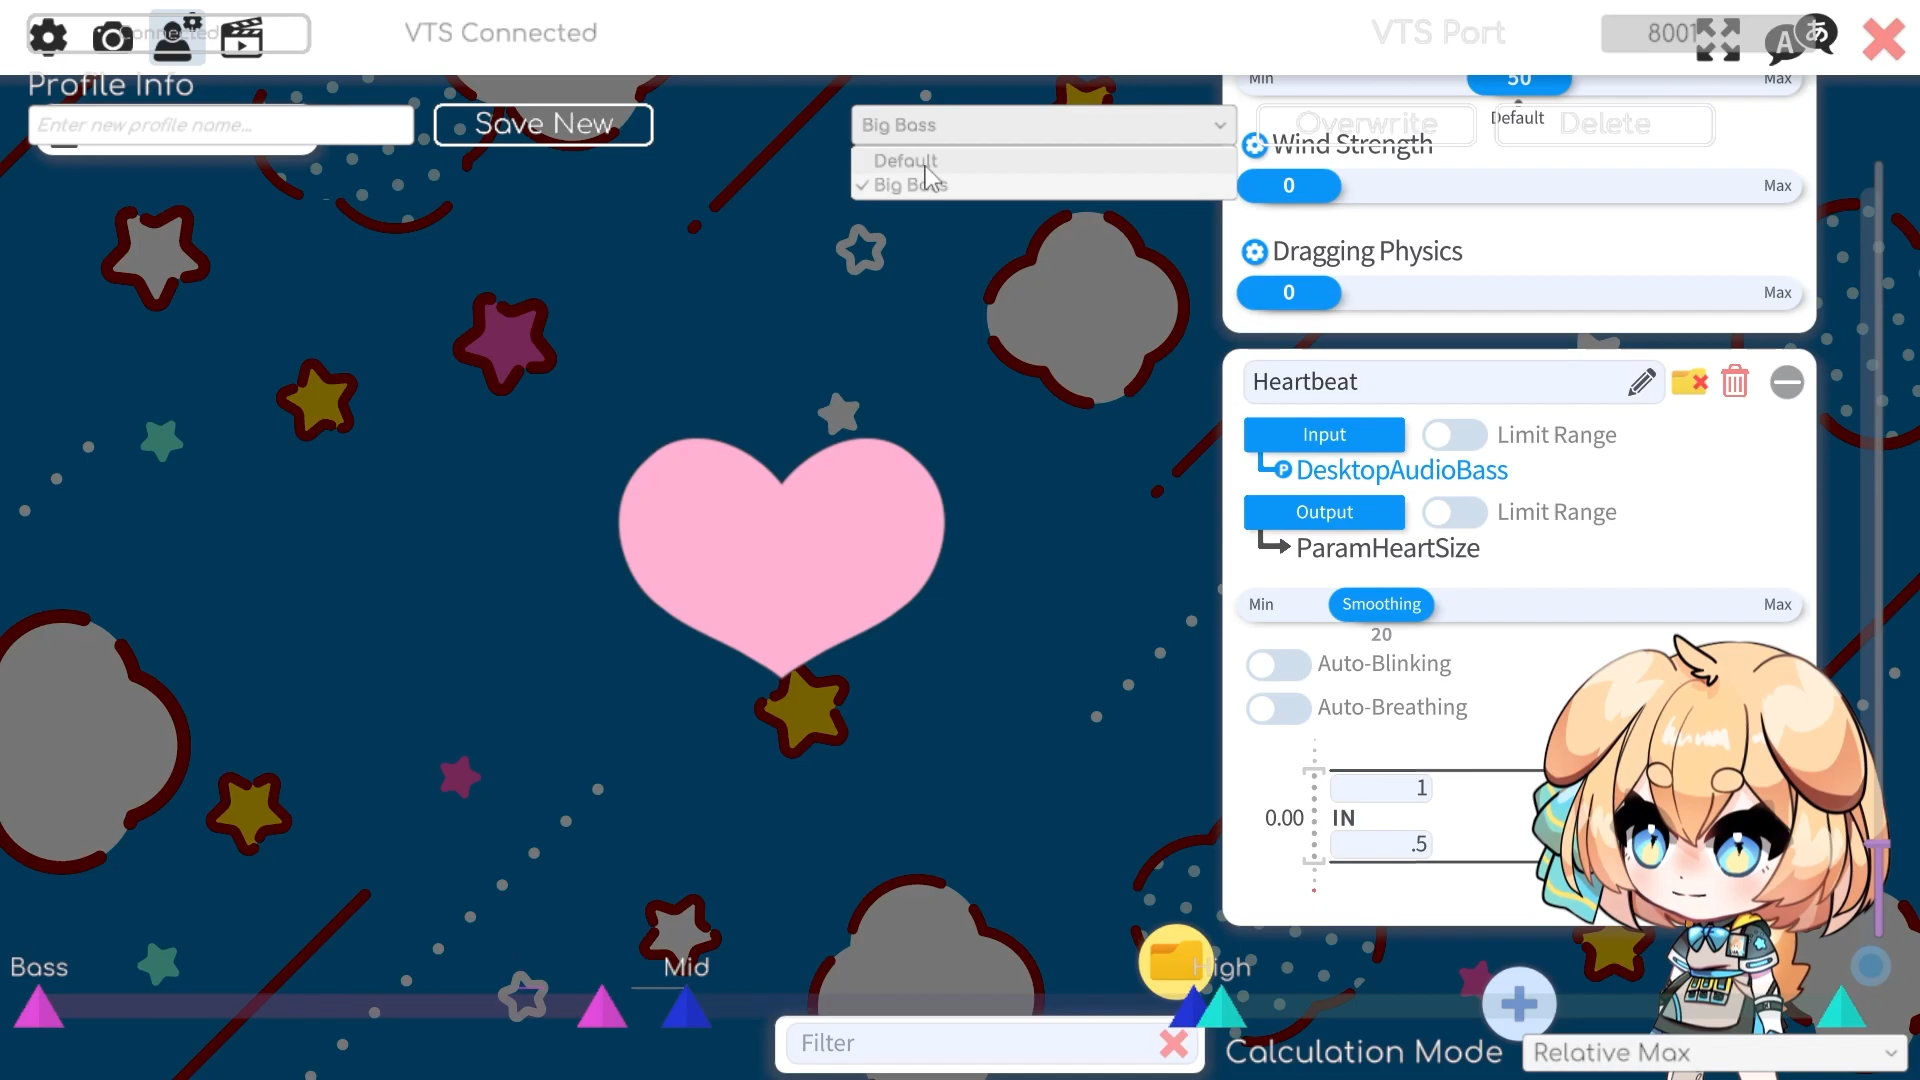 Connected
VTS Connected
VTS Port
8001
A あ
Profile Info
Enter new profile name...
Save New
Big Bass
Default
Big Bass
Overwrite
Delete
Min
50
Max
Default
Wind Strength
0
Max
Dragging Physics
0
Max
Heartbeat
Input
Limit Range
P DesktopAudioBass
Output
Limit Range
ParamHeartSize
Min
Smoothing
Max
20
Auto-Blinking
Auto-Breathing
1
0.00
IN
.5
Bass
Mid
High
Filter
Calculation Mode
Relative Max